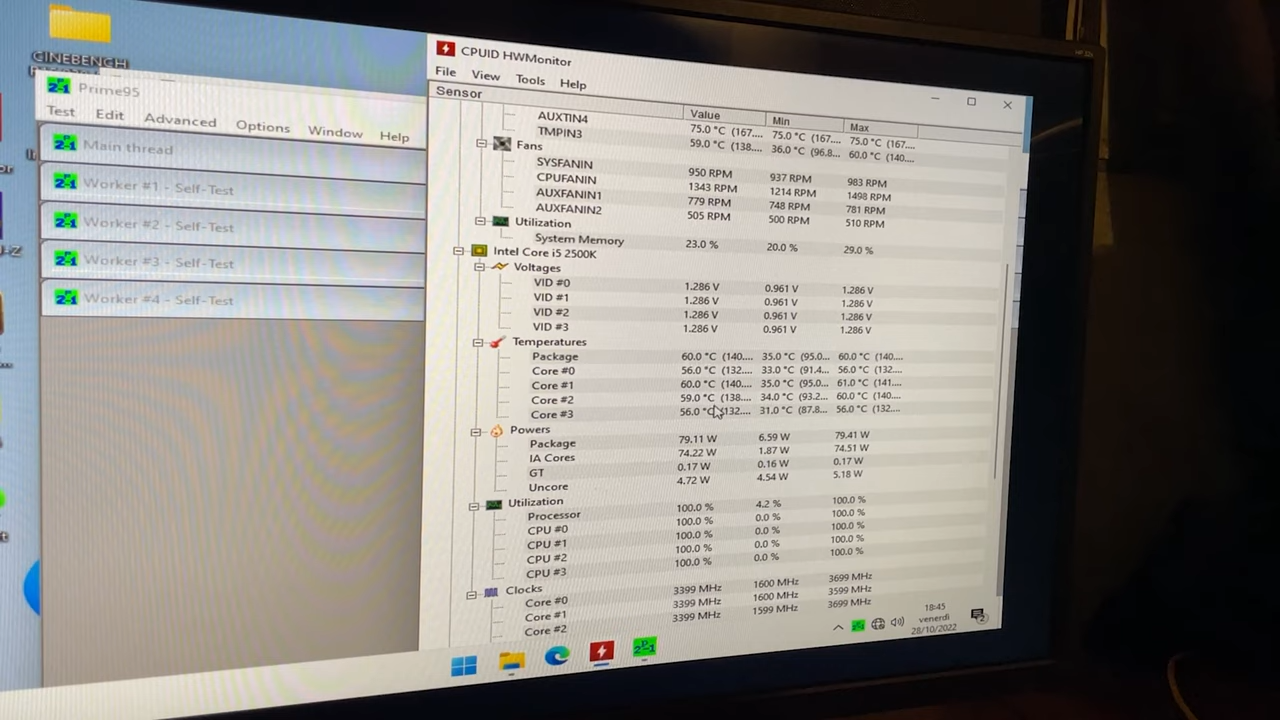 CINEBENCH
Prime95
Test Edit Advanced Options Window Help
Main thread
Worker #1 - Self-Test
Worker #2 - Self-Test
Worker #3 - Self-Test
Worker #4 - Self-Test
CPUID HWMonitor
File View Tools Help
Sensor Value Min Max
AUXTIN4 75.0 °C (167.... 75.0 °C (167.... 75.0 °C (167....
TMPIN3 59.0 °C (138.... 36.0 °C (96.8... 60.0 °C (140....
Fans
SYSFANIN 950 RPM 937 RPM 983 RPM
CPUFANIN 1343 RPM 1214 RPM 1498 RPM
AUXFANIN1 779 RPM 748 RPM 781 RPM
AUXFANIN2 505 RPM 500 RPM 510 RPM
Utilization
System Memory 23.0 % 20.0 % 29.0 %
Intel Core i5 2500K
Voltages
VID #0 1.286 V 0.961 V 1.286 V
VID #1 1.286 V 0.961 V 1.286 V
VID #2 1.286 V 0.961 V 1.286 V
VID #3 1.286 V 0.961 V 1.286 V
Temperatures
Package 60.0 °C (140.... 35.0 °C (95.0... 60.0 °C (140....
Core #0 56.0 °C (132.... 33.0 °C (91.4... 56.0 °C (132....
Core #1 60.0 °C (140.... 35.0 °C (95.0... 61.0 °C (141....
Core #2 59.0 °C (138.... 34.0 °C (93.2... 60.0 °C (140....
Core #3 56.0 °C (132.... 31.0 °C (87.8... 56.0 °C (132....
Powers
Package 79.11 W 6.59 W 79.41 W
IA Cores 74.22 W 1.87 W 74.51 W
GT 0.17 W 0.16 W 0.17 W
Uncore 4.72 W 4.54 W 5.18 W
Utilization
Processor 100.0 % 4.2 % 100.0 %
CPU #0 100.0 % 0.0 % 100.0 %
CPU #1 100.0 % 0.0 % 100.0 %
CPU #2 100.0 % 0.0 % 100.0 %
CPU #3 100.0 % 0.0 % 100.0 %
Clocks
Core #0 3399 MHz 1600 MHz 3699 MHz
Core #1 3399 MHz 1600 MHz 3599 MHz
Core #2 3399 MHz 1599 MHz 3699 MHz
18:45
venerdì
28/10/2022